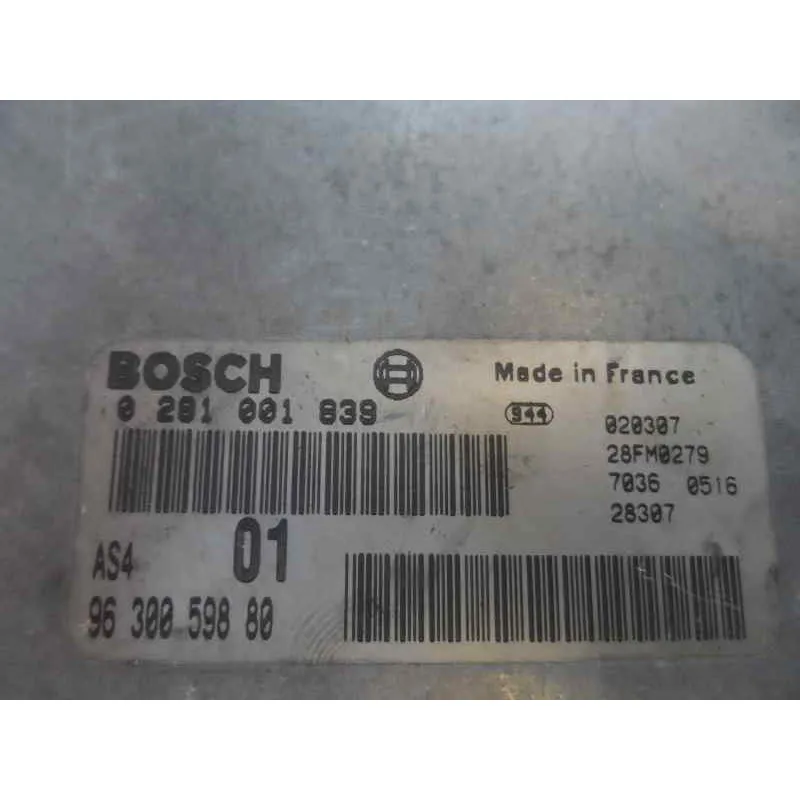 BOSCH
Made in France
0 281 001 839
944
020307
28FM0279
7036 0516
28307
AS4
01
96 300 598 80